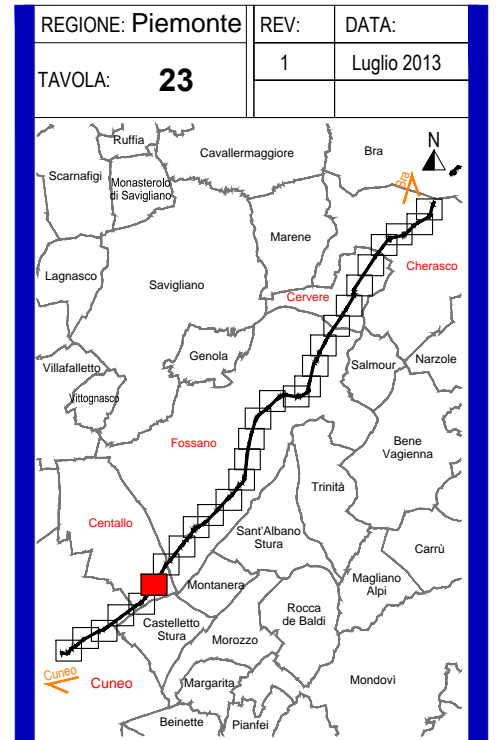 REGIONE: Piemonte
REV:
DATA:
TAVOLA: 23
1
Luglio 2013
Ruffia
Cavallermaggiore
Bra
N
Scarnafigi
Monasterolo
di Savigliano
Bra
Marene
Lagnasco
Savigliano
Cherasco
Cervere
Villafalletto
Genola
Salmour
Narzole
Vittognasco
Fossano
Bene
Vagienna
Trinità
Centallo
Sant'Albano
Stura
Carrù
Montanera
Magliano
Alpi
Castelletto
Stura
Rocca
de Baldi
Morozzo
Cuneo
Cuneo
Margarita
Mondovì
Beinette
Pianfei